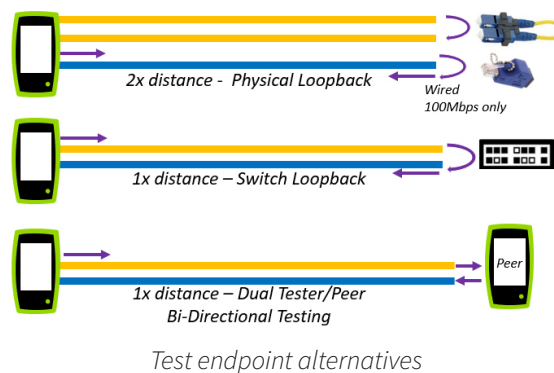 2x distance - Physical Loopback
Wired
100Mbps only
1x distance – Switch Loopback
Peer
1x distance – Dual Tester/Peer
Bi-Directional Testing
Test endpoint alternatives